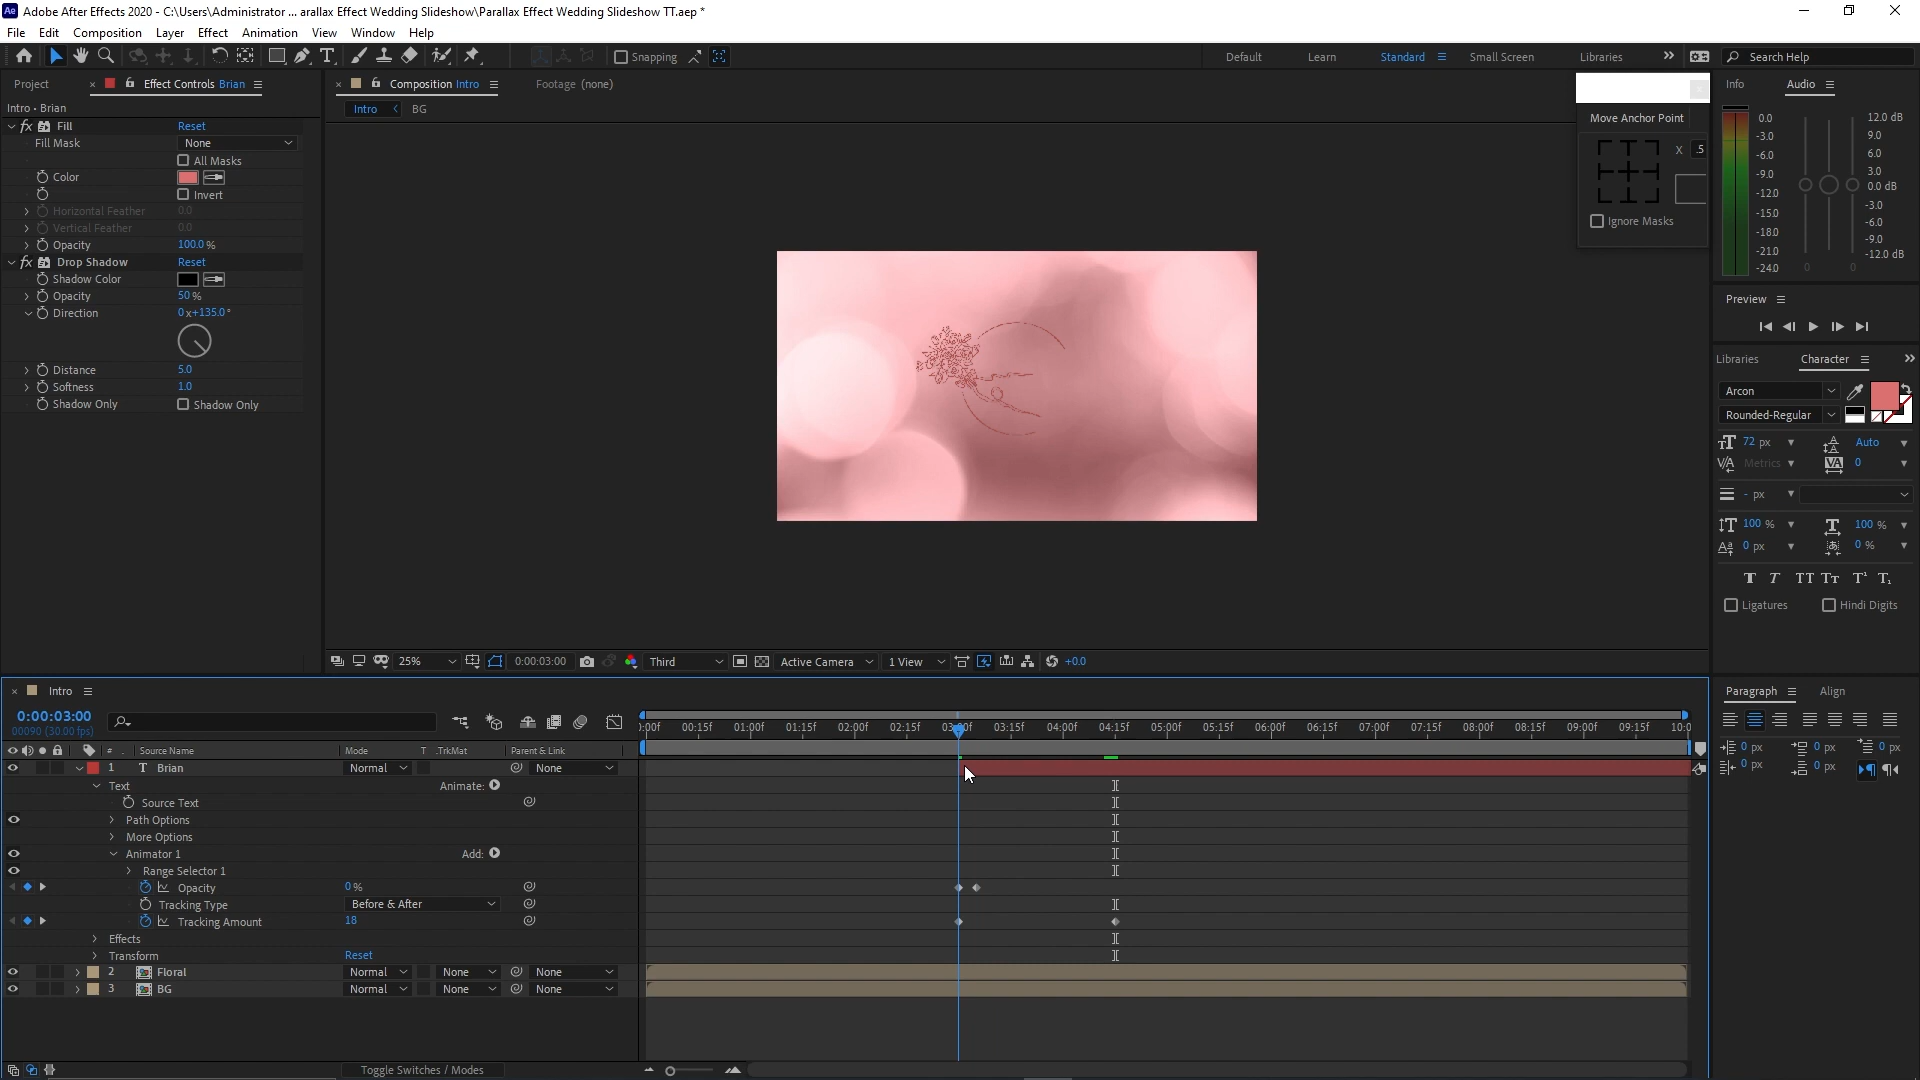 Adobe After Effects 2020 - C:\Users\Administrator ... arallax Effect Wedding Slideshow\Parallax Effect Wedding Slideshow TT.aep *
File Edit Composition Layer Effect Animation View Window Help
Snapping
Default Learn Standard Small Screen Libraries
Search Help
Project
Effect Controls Brian
Composition Intro
Footage (none)
Intro • Brian
Intro BG
Fill Reset
Fill Mask None
All Masks
Color
Invert
Horizontal Feather 0.0
Vertical Feather 0.0
Opacity 100.0 %
Drop Shadow Reset
Shadow Color
Opacity 50 %
Direction 0 x+135.0 °
Distance 5.0
Softness 1.0
Shadow Only Shadow Only
Move Anchor Point
X .5
Ignore Masks
Info Audio
0.0 12.0 dB
-3.0 9.0
-6.0 6.0
-9.0 3.0
-12.0 0.0 dB
-15.0 -3.0
-18.0 -6.0
-21.0 -9.0
-24.0 0 0 -12.0 dB
Preview
Libraries Character
Arcon
Rounded-Regular
72 px Auto
Metrics 0
- px
100 % 100 %
0 px 0 %
Ligatures Hindi Digits
25% 0:00:03:00 Third Active Camera 1 View +0.0
Intro
0:00:03:00
00090 (30.00 fps)
:00f 00:15f 01:00f 01:15f 02:00f 02:15f 03:00f 03:15f 04:00f 04:15f 05:00f 05:15f 06:00f 06:15f 07:00f 07:15f 08:00f 08:15f 09:00f 09:15f 10:0
# Source Name Mode T .TrkMat Parent & Link
1 T Brian Normal None
Text Animate:
Source Text
Path Options
More Options
Animator 1 Add:
Range Selector 1
Opacity 0 %
Tracking Type Before & After
Tracking Amount 18
Effects
Transform Reset
2 Floral Normal None None
3 BG Normal None None
Toggle Switches / Modes
Paragraph Align
0 px 0 px 0 px
0 px 0 px